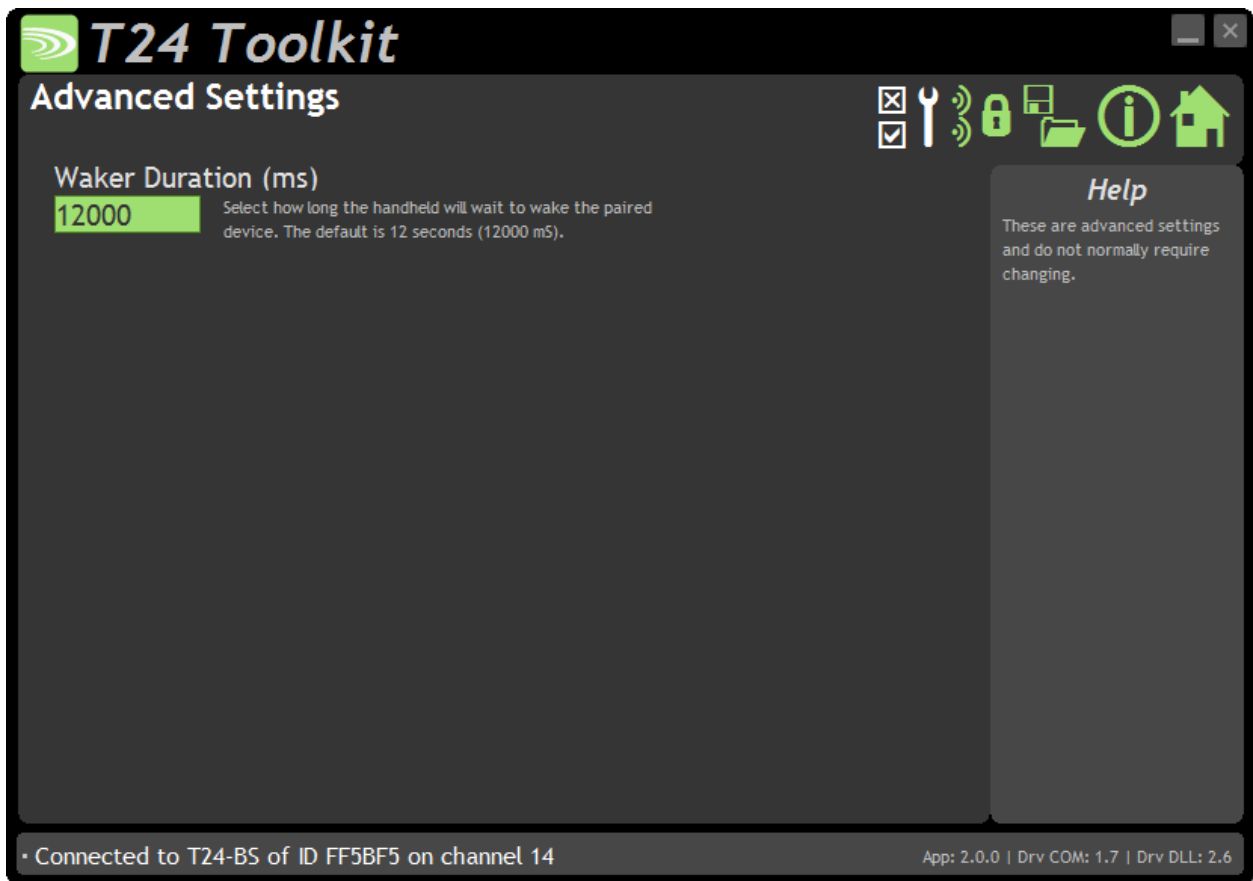 T24 Toolkit
Advanced Settings
Waker Duration (ms)
12000
Select how long the handheld will wait to wake the paired
device. The default is 12 seconds (12000 mS).
Help
These are advanced settings
and do not normally require
changing.
Connected to T24-BS of ID FF5BF5 on channel 14
App: 2.0.0 | Drv COM: 1.7 | Drv DLL: 2.6